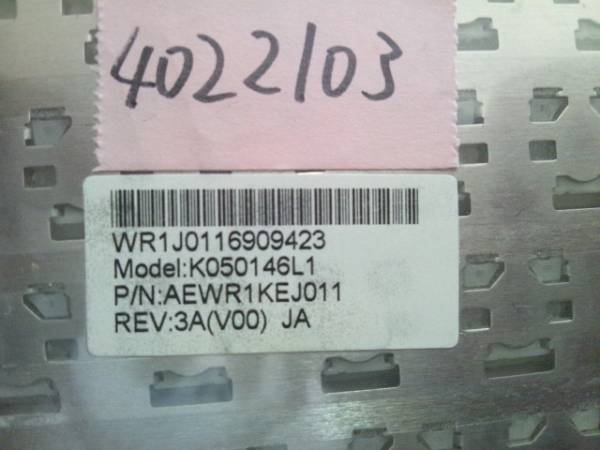 4022103
WR1J0116909423
Model:K050146L1
P/N:AEWR1KEJ011
REV:3A(V00) JA